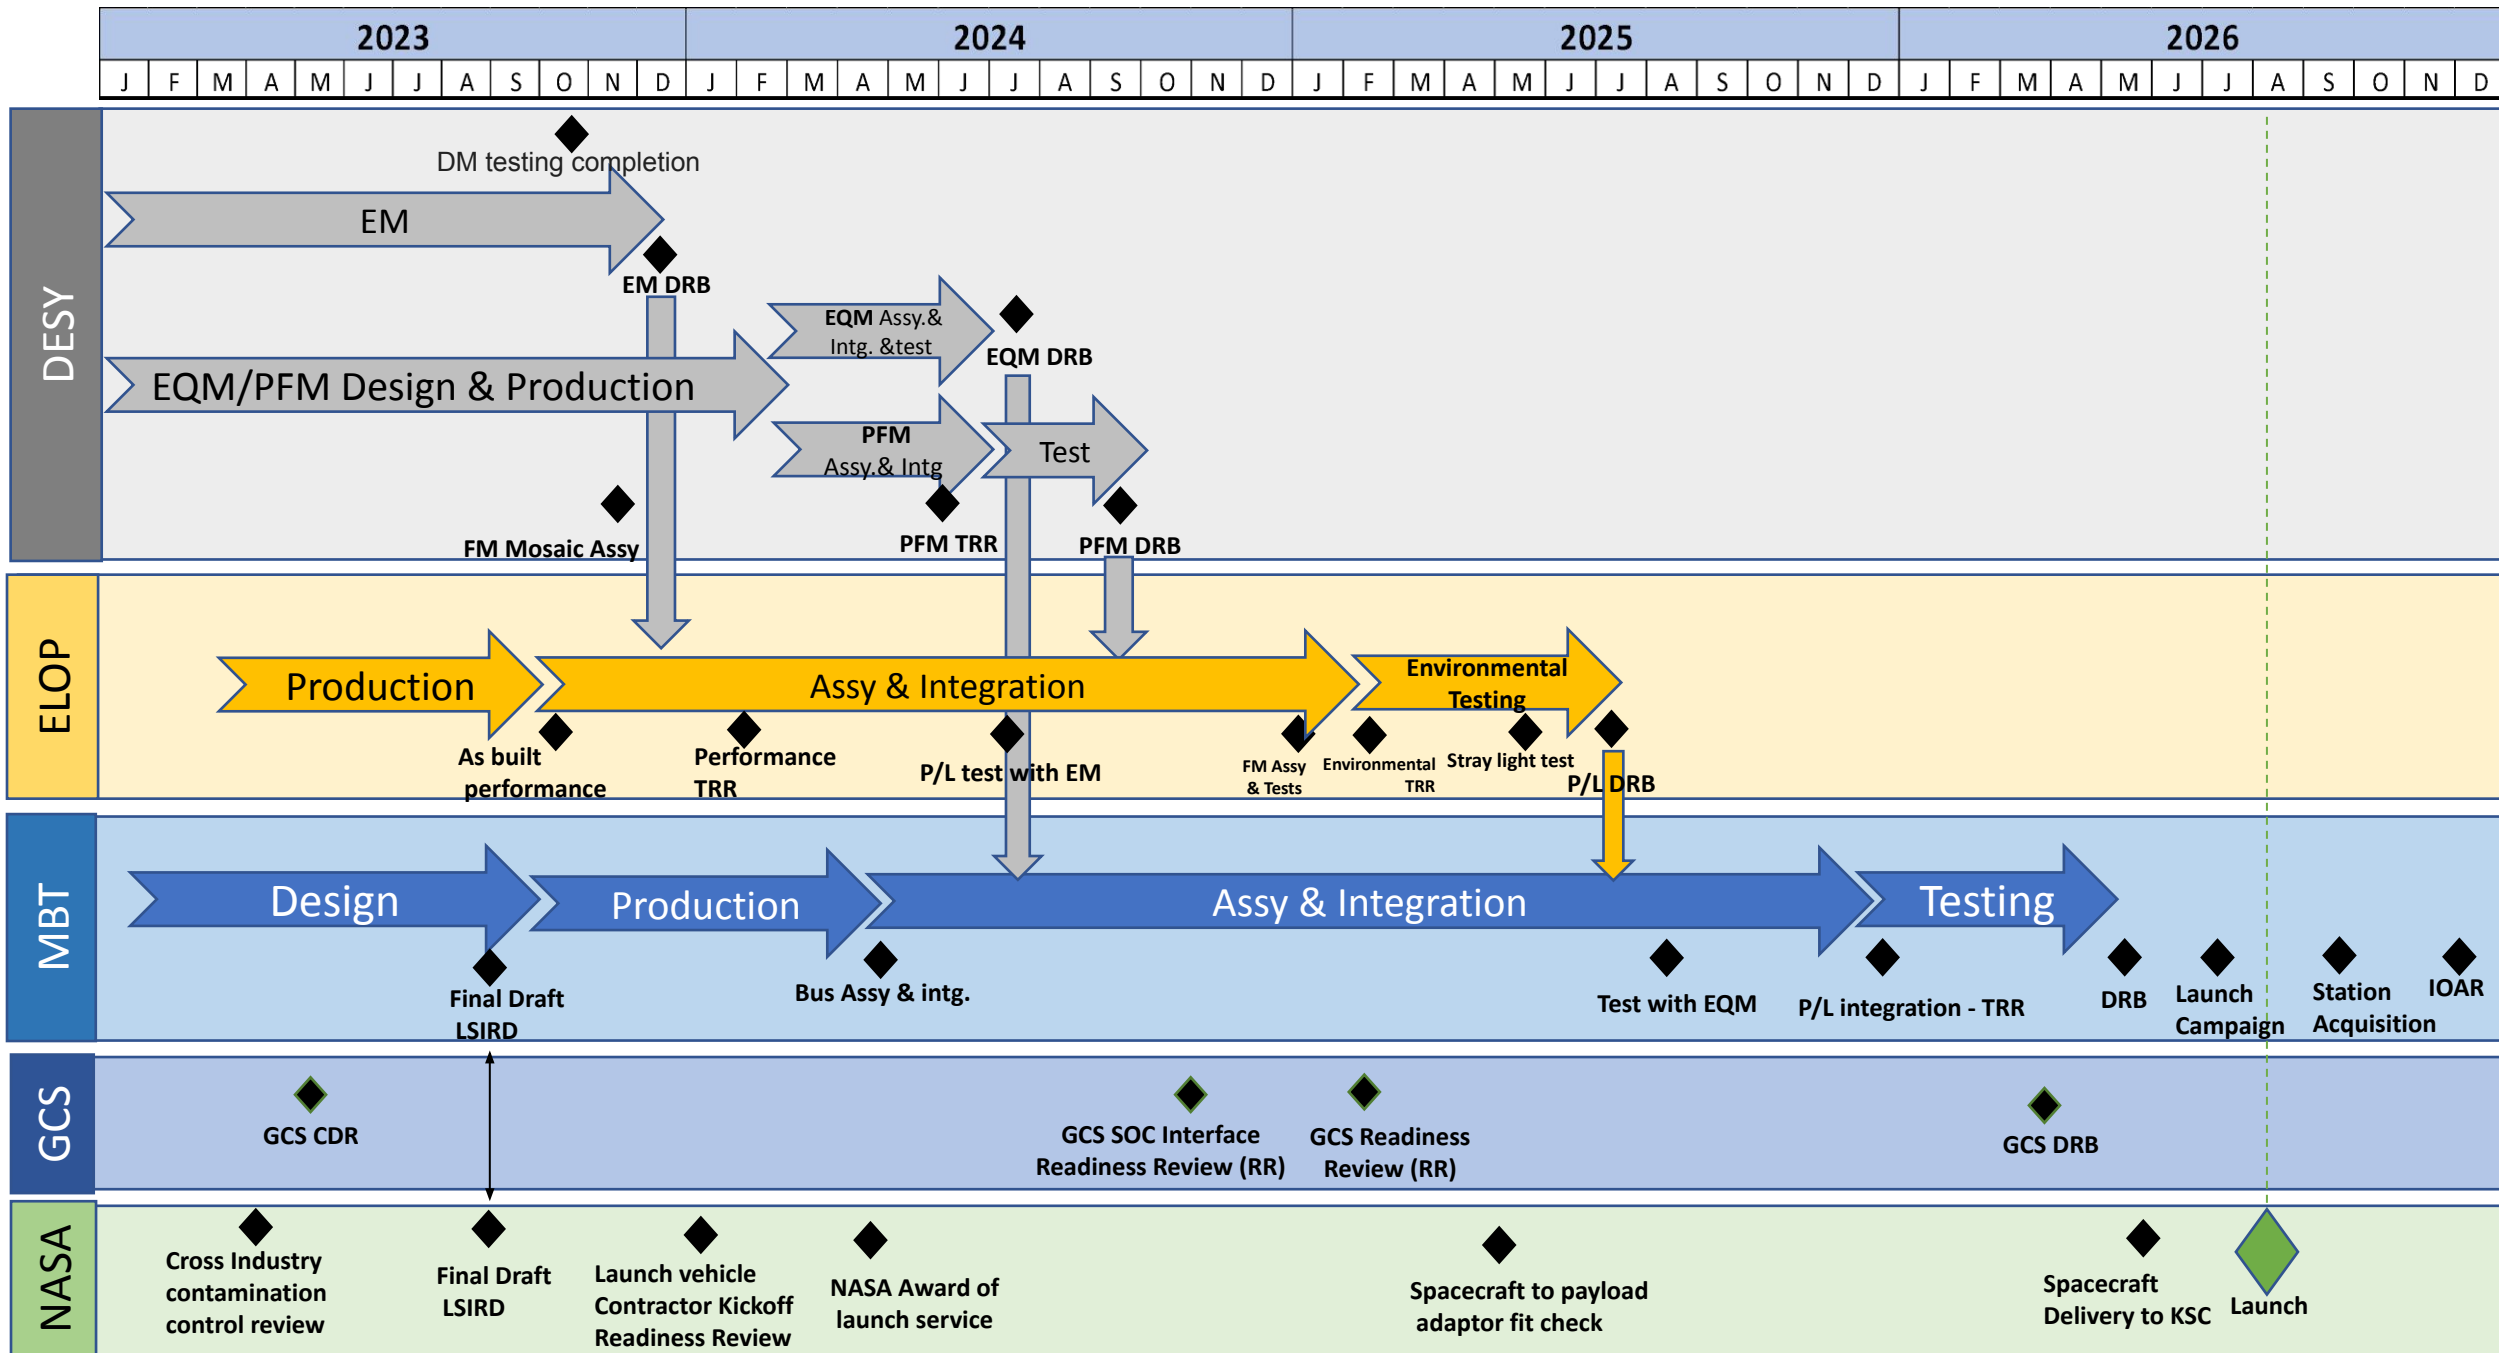 2023 2024 2025 2026
J F M A M J J A S O N D J F M A M J J A S O N D J F M A M J J A S O N D J F M A M J J A S O N D
DESY
DM testing completion
EM
EM DRB
EQM Assy.&
Intg. &test
EQM DRB
EQM/PFM Design & Production
PFM
Assy.& Intg
Test
FM Mosaic Assy
PFM TRR
PFM DRB
ELOP
Production
Assy & Integration
Environmental
Testing
As built
performance
Performance
TRR
P/L test with EM
FM Assy
& Tests
Environmental
TRR
Stray light test
P/L DRB
MBT
Design
Production
Assy & Integration
Testing
Final Draft
LSIRD
Bus Assy & intg.
Test with EQM
P/L integration - TRR
DRB
Launch
Campaign
Station
Acquisition
IOAR
GCS
GCS CDR
GCS SOC Interface
Readiness Review (RR)
GCS Readiness
Review (RR)
GCS DRB
NASA
Cross Industry
contamination
control review
Final Draft
LSIRD
Launch vehicle
Contractor Kickoff
Readiness Review
NASA Award of
launch service
Spacecraft to payload
adaptor fit check
Spacecraft
Delivery to KSC
Launch